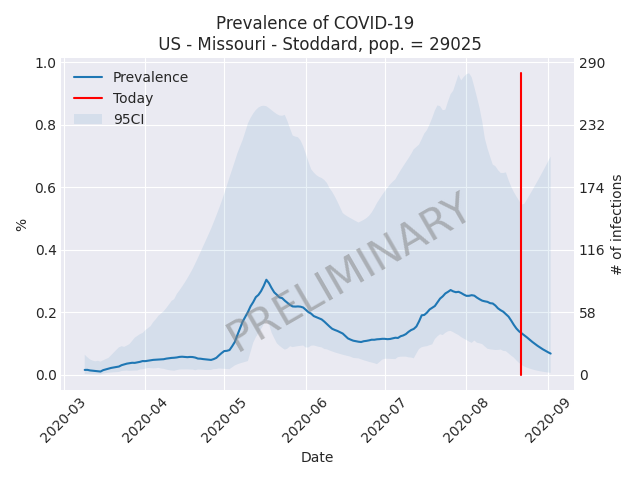 Prevalence of COVID-19
US - Missouri - Stoddard, pop. = 29025
Prevalence
Today
95CI
PRELIMINARY
%
1.0
0.8
0.6
0.4
0.2
0.0
290
232
174
116
58
0
# of infections
2020-03
2020-04
2020-05
2020-06
2020-07
2020-08
2020-09
Date